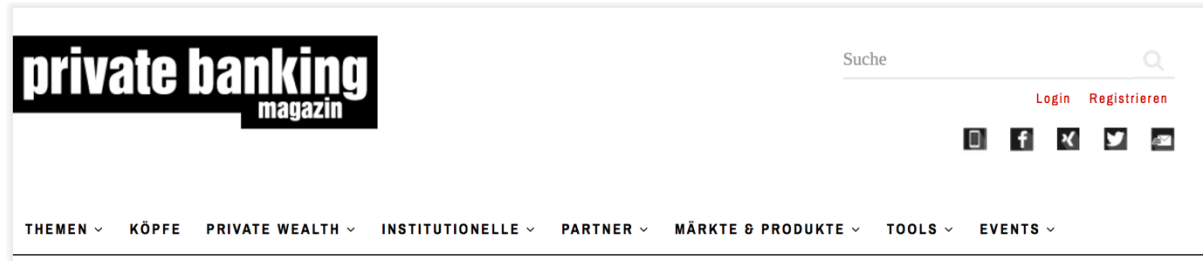 private banking
magazin
Suche
Login Registrieren
THEMEN KÖPFE PRIVATE WEALTH INSTITUTIONELLE PARTNER MÄRKTE & PRODUKTE TOOLS EVENTS